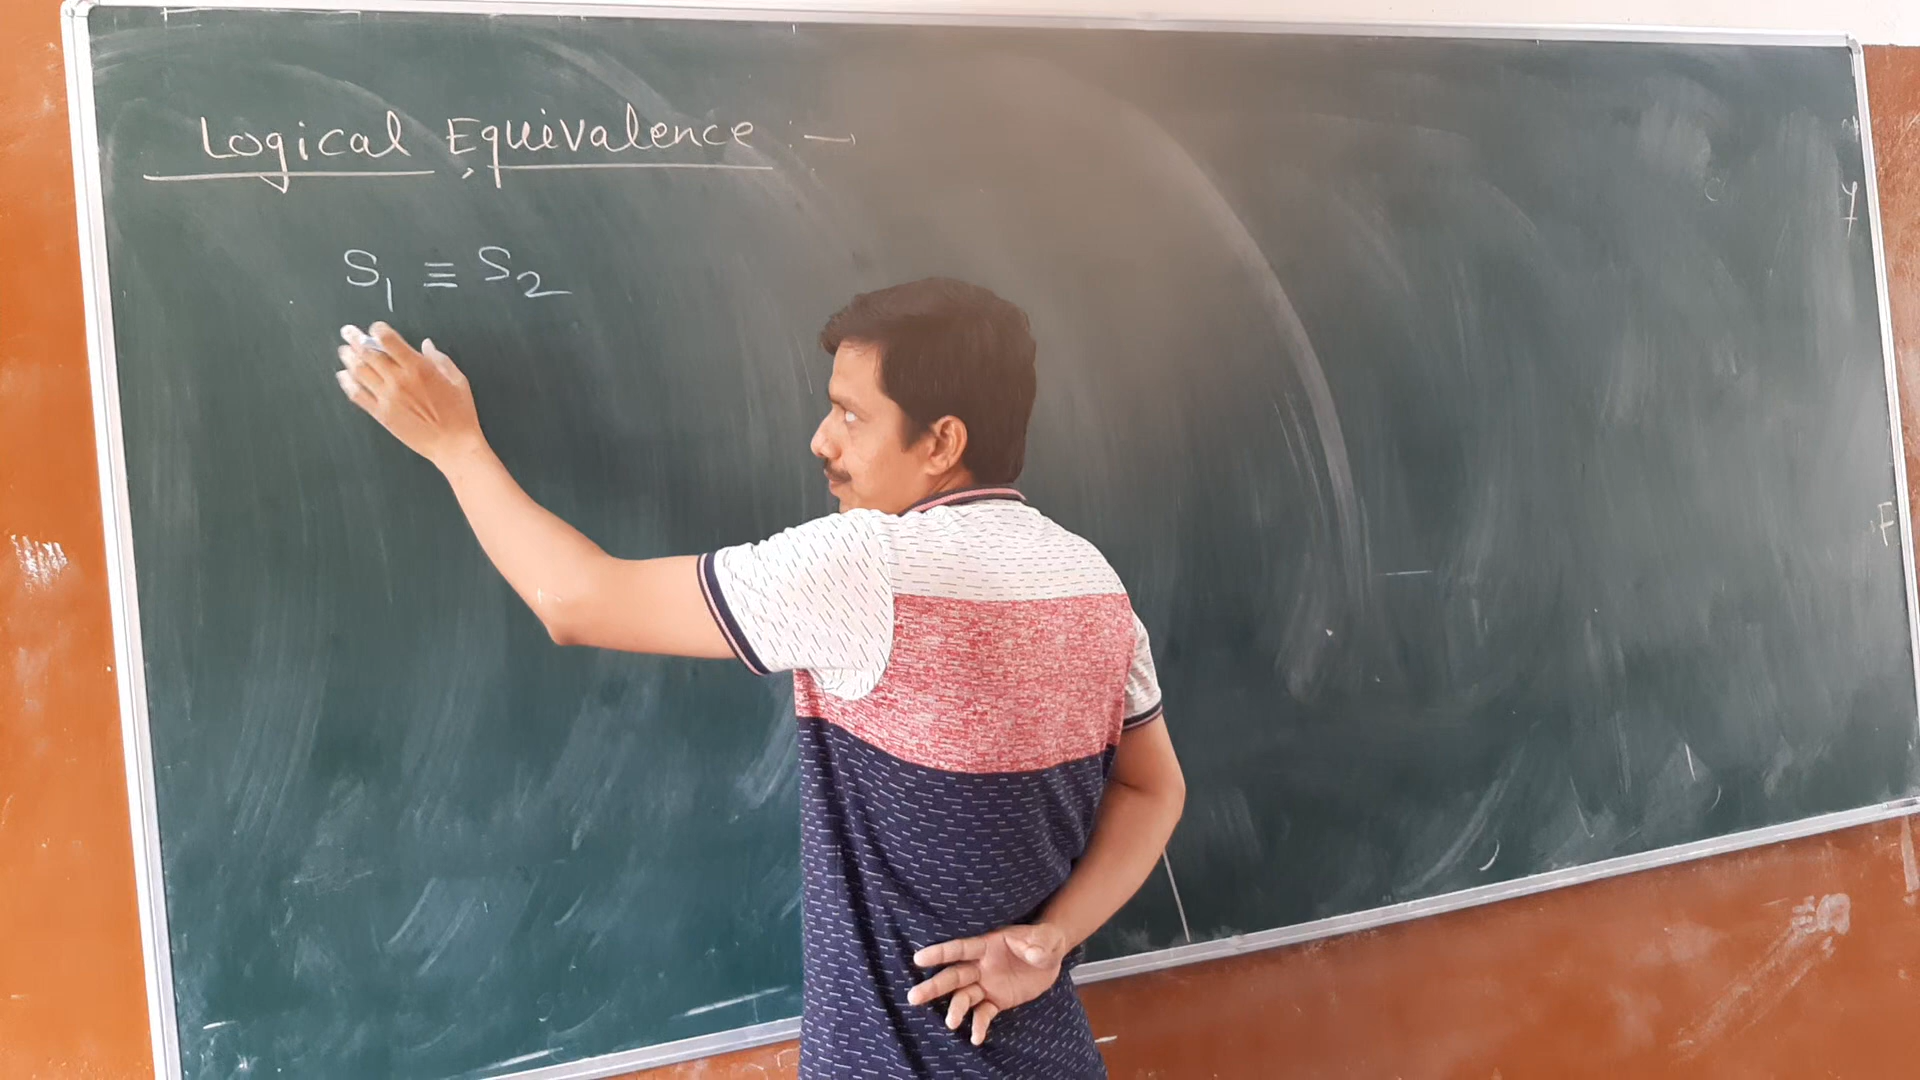 Logical Equivalence :→
S₁ ≡ S₂
F